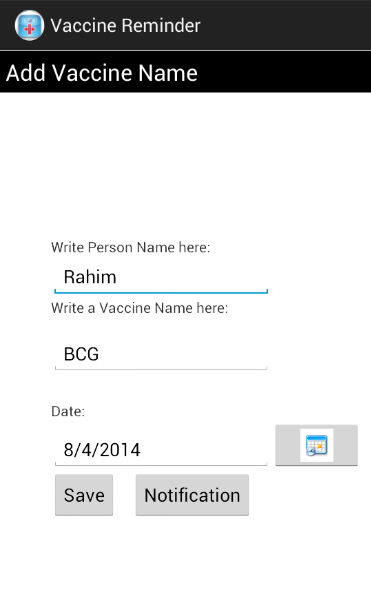 Vaccine Reminder
Add Vaccine Name
Write Person Name here:
Rahim
Write a Vaccine Name here:
BCG
Date:
8/4/2014
Save Notification